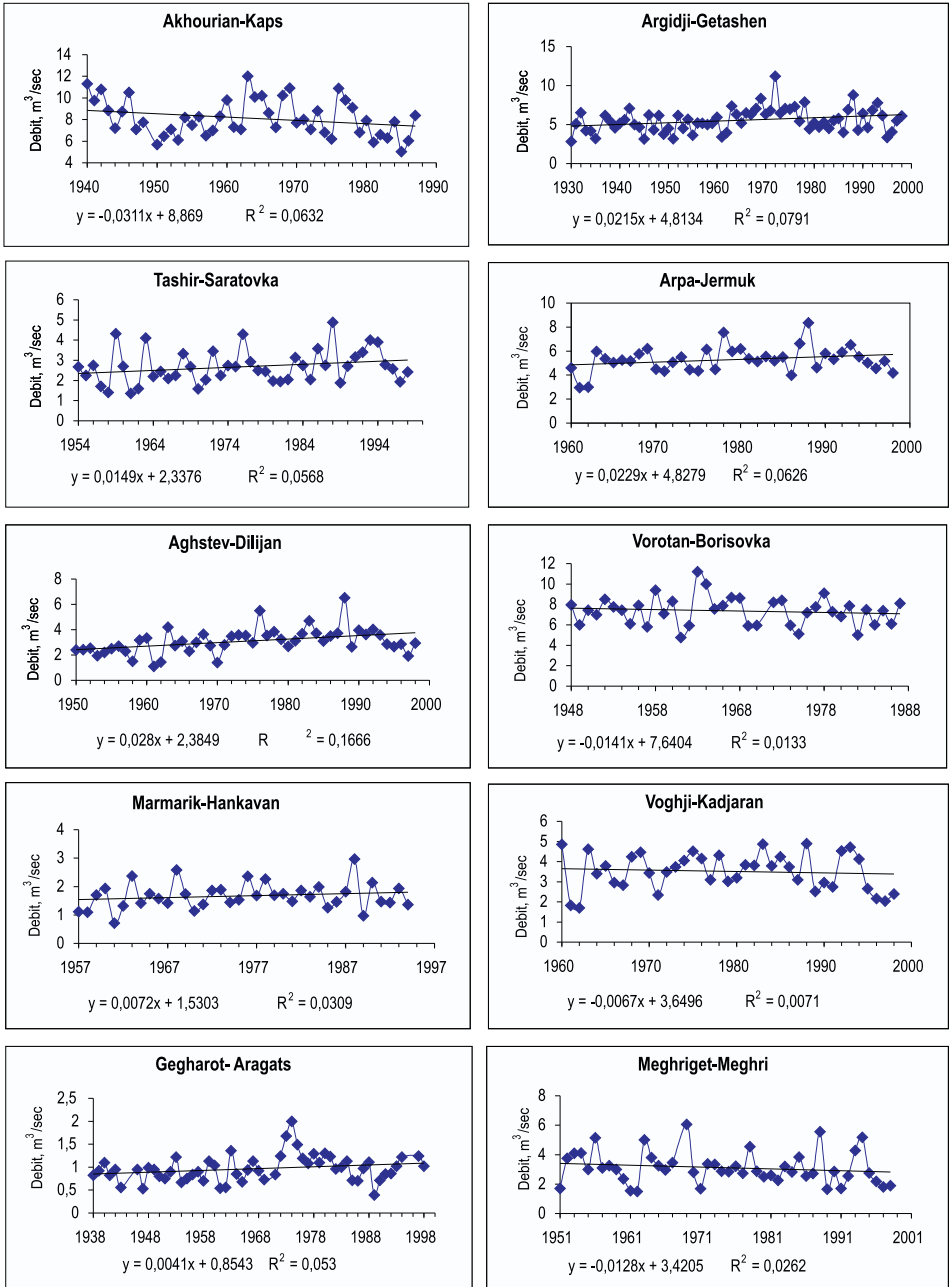 Akhourian-Kaps
Debit, m³/sec
14
12
10
8
6
4
1940 1950 1960 1970 1980 1990
y = -0,0311x + 8,869 R² = 0,0632
Argidji-Getashen
Debit, m³/sec
15
10
5
0
1930 1940 1950 1960 1970 1980 1990 2000
y = 0,0215x + 4,8134 R² = 0,0791
Tashir-Saratovka
Debit, m³/sec
6
5
4
3
2
1
0
1954 1964 1974 1984 1994
y = 0,0149x + 2,3376 R² = 0,0568
Arpa-Jermuk
Debit, m³/sec
10
8
6
4
2
0
1960 1970 1980 1990 2000
y = 0,0229x + 4,8279 R² = 0,0626
Aghstev-Dilijan
Debit, m³/sec
8
6
4
2
0
1950 1960 1970 1980 1990 2000
y = 0,028x + 2,3849 R ² = 0,1666
Vorotan-Borisovka
Debit, m³/sec
12
10
8
6
4
2
0
1948 1958 1968 1978 1988
y = -0,0141x + 7,6404 R² = 0,0133
Marmarik-Hankavan
Debit, m³/sec
4
3
2
1
0
1957 1967 1977 1987 1997
y = 0,0072x + 1,5303 R² = 0,0309
Voghji-Kadjaran
Debit, m³/sec
6
5
4
3
2
1
0
1960 1970 1980 1990 2000
y = -0,0067x + 3,6496 R² = 0,0071
Gegharot- Aragats
Debit, m³/sec
2,5
2
1,5
1
0,5
0
1938 1948 1958 1968 1978 1988 1998
y = 0,0041x + 0,8543 R² = 0,053
Meghriget-Meghri
Debit, m³/sec
8
6
4
2
0
1951 1961 1971 1981 1991 2001
y = -0,0128x + 3,4205 R² = 0,0262